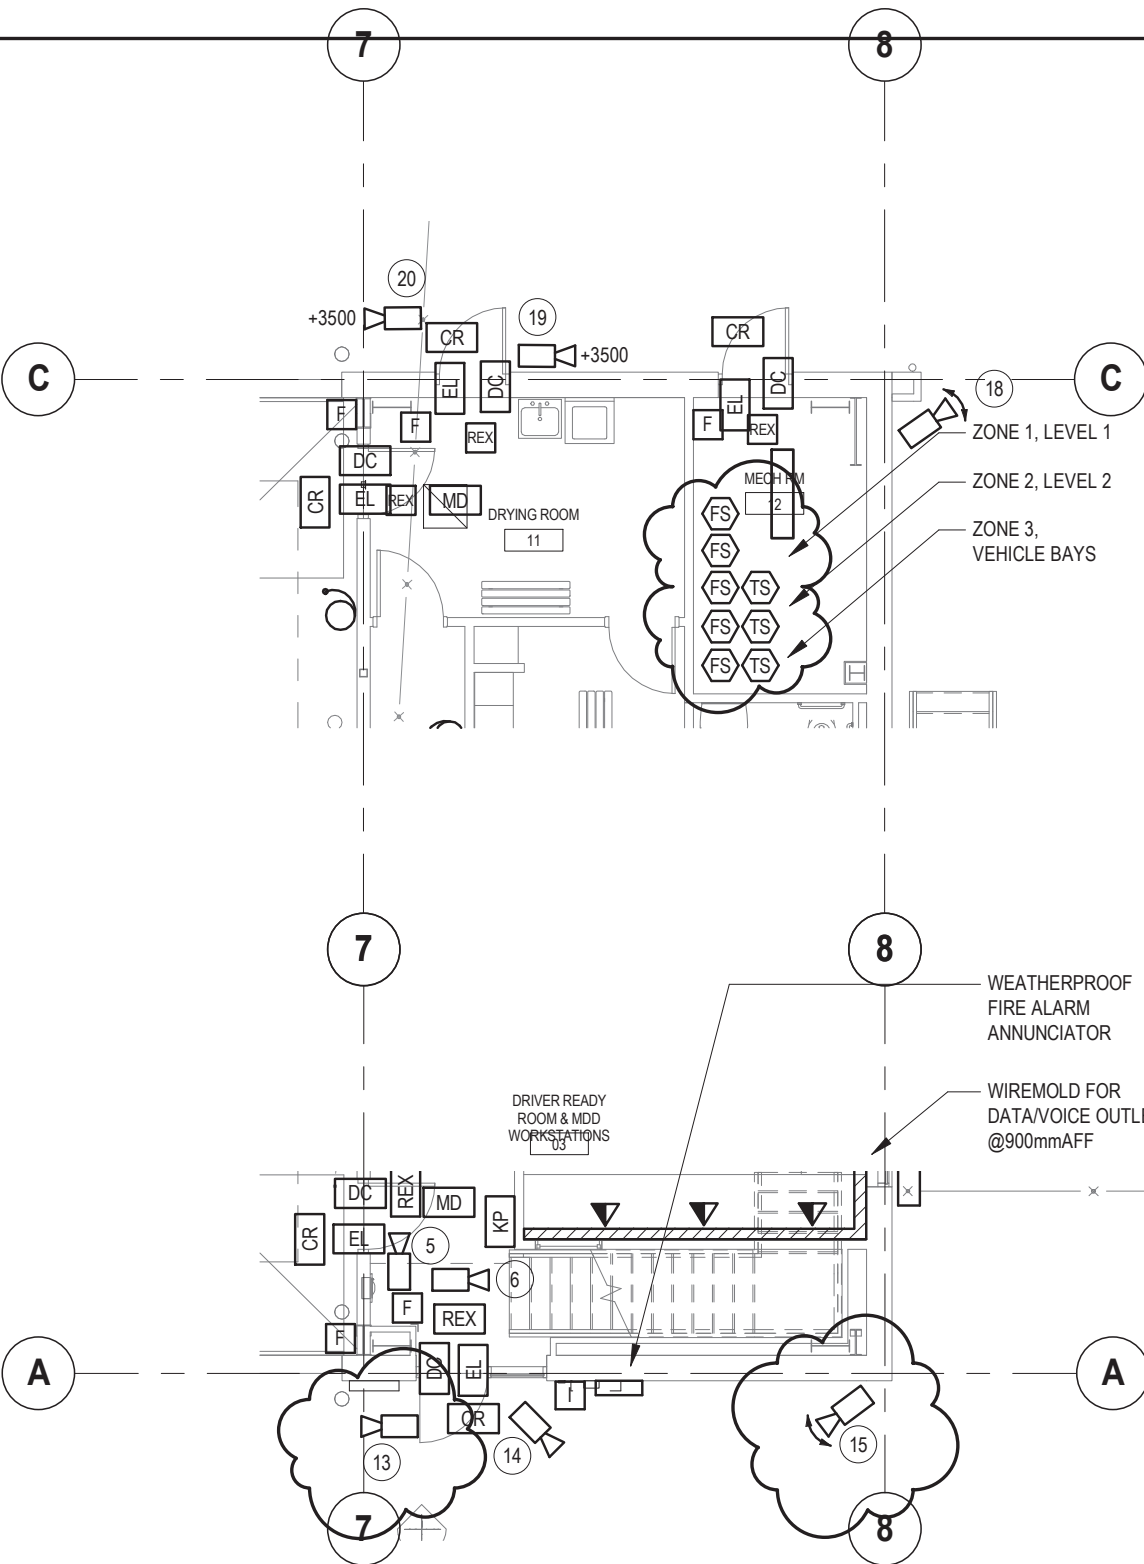 7
8
20
+3500
CR
19
+3500
CR
C
EL
DC
EL
DC
18
C
F
F
REX
F
REX
ZONE 1, LEVEL 1
DC
CR
EL
REX
MD
DRYING ROOM
11
MECH RM
12
ZONE 2, LEVEL 2
FS
ZONE 3,
VEHICLE BAYS
FS
FS
TS
FS
TS
FS
TS
7
8
WEATHERPROOF
FIRE ALARM
ANNUNCIATOR
DRIVER READY
ROOM & MDD
WORKSTATIONS
03
WIREMOLD FOR
DATA/VOICE OUTLE
@900mmAFF
DC
REX
MD
KP
CR
EL
5
6
F
REX
F
A
DC
EL
A
CR
13
14
15
7
8